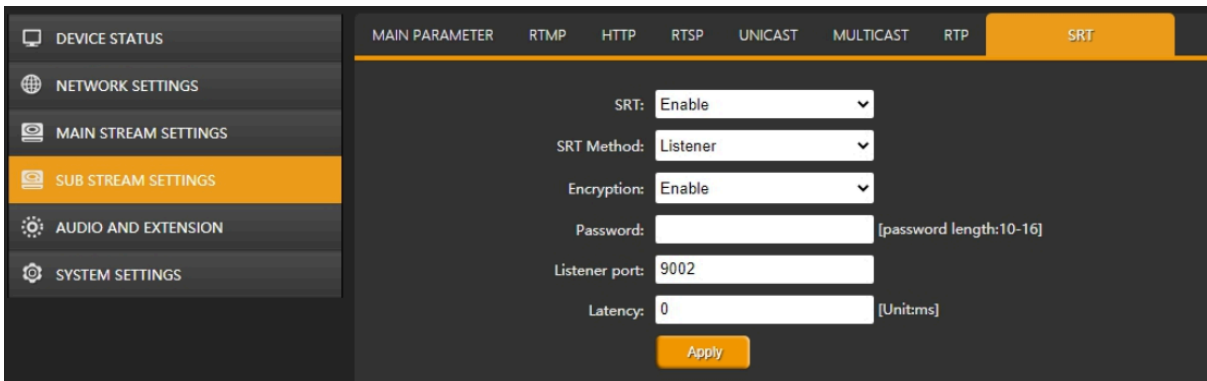 DEVICE STATUS
NETWORK SETTINGS
MAIN STREAM SETTINGS
SUB STREAM SETTINGS
AUDIO AND EXTENSION
SYSTEM SETTINGS
MAIN PARAMETER RTMP HTTP RTSP UNICAST MULTICAST RTP SRT
SRT: Enable
SRT Method: Listener
Encryption: Enable
Password: [password length:10-16]
Listener port: 9002
Latency: 0 [Unit:ms]
Apply